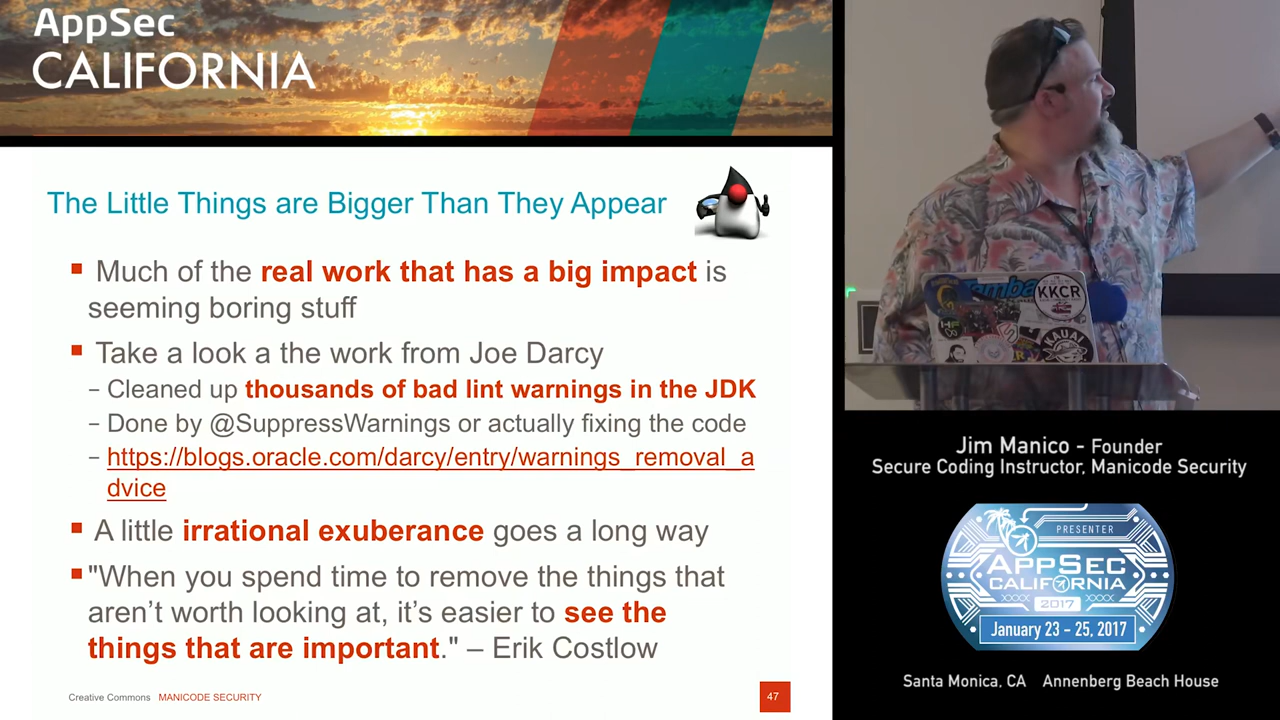 AppSec
CALIFORNIA
The Little Things are Bigger Than They Appear
Much of the real work that has a big impact is
seeming boring stuff
Take a look a the work from Joe Darcy
– Cleaned up thousands of bad lint warnings in the JDK
– Done by @SuppressWarnings or actually fixing the code
– https://blogs.oracle.com/darcy/entry/warnings_removal_a
dvice
A little irrational exuberance goes a long way
"When you spend time to remove the things that
aren’t worth looking at, it’s easier to see the
things that are important." – Erik Costlow
Creative Commons MANICODE SECURITY
47
KKCR
KAUAI
Jim Manico - Founder
Secure Coding Instructor, Manicode Security
PRESENTER
APPSEC
CALIFORNIA
2017
January 23 - 25, 2017
Santa Monica, CA Annenberg Beach House